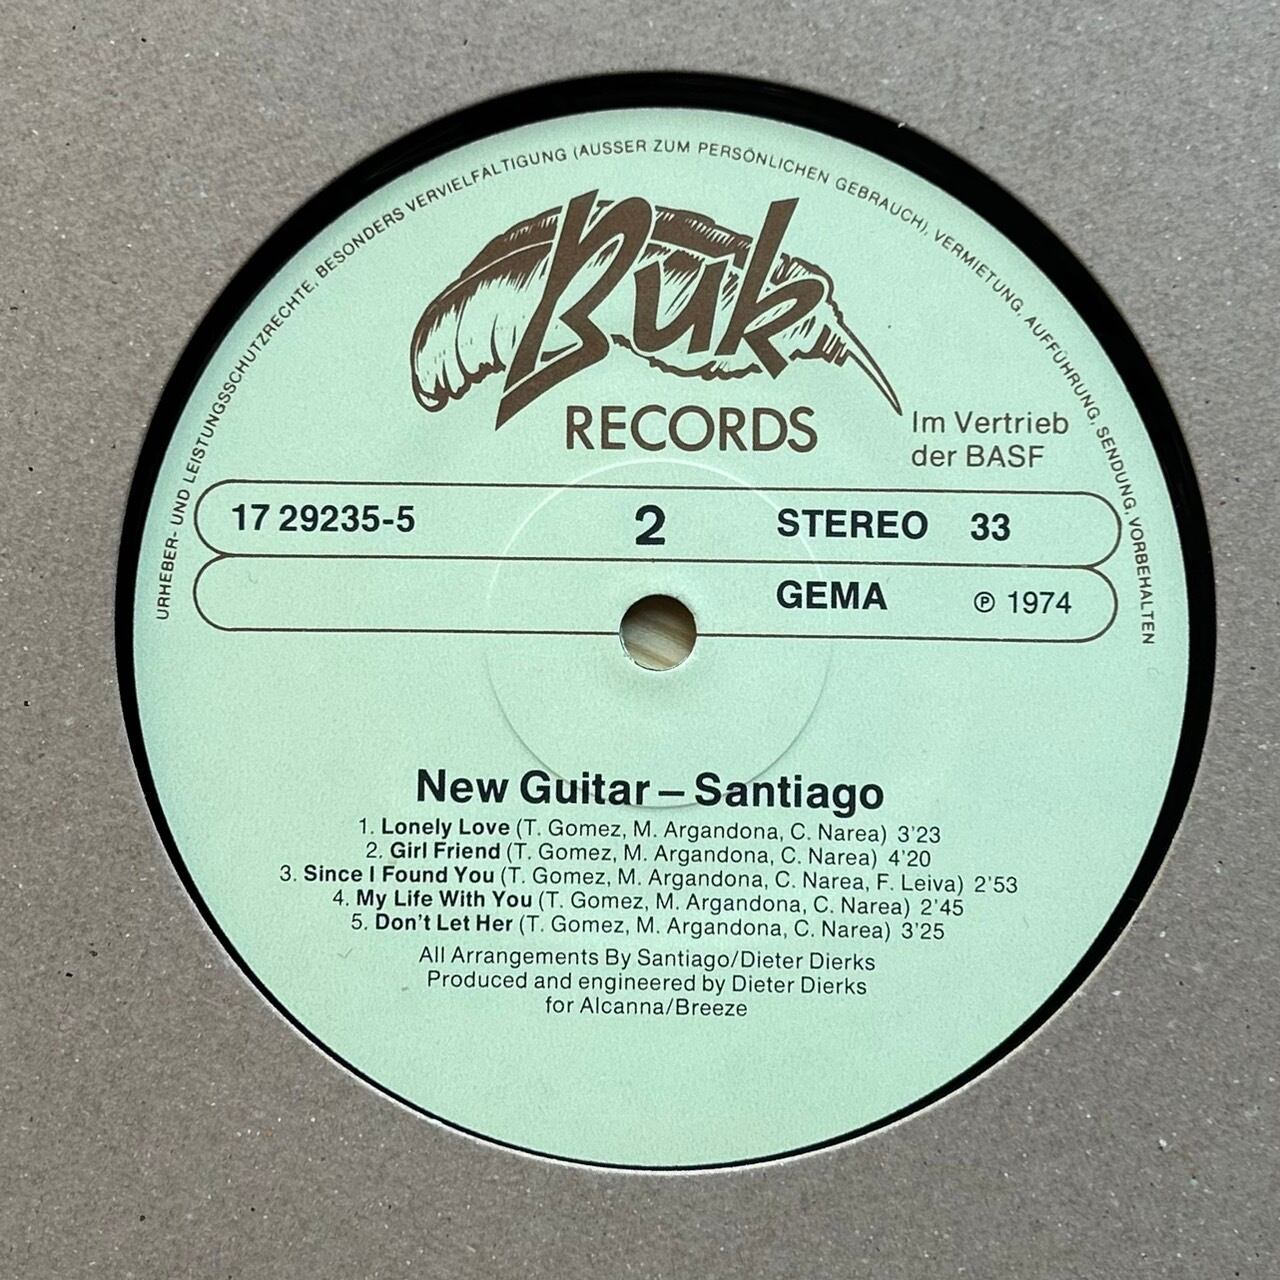 URHEBER- UND LEISTUNGSSCHUTZRECHTE, BESONDERS VERVIELFÄLTIGUNG (AUSSER ZUM PERSÖNLICHEN GEBRAUCH), VERMIETUNG, AUFFÜHRUNG, SENDUNG, VORBEHALTEN
Buk
RECORDS
Im Vertrieb
der BASF
17 29235-5 2 STEREO 33
GEMA ℗ 1974
New Guitar – Santiago
1. Lonely Love (T. Gomez, M. Argandona, C. Narea) 3'23
2. Girl Friend (T. Gomez, M. Argandona, C. Narea) 4'20
3. Since I Found You (T. Gomez, M. Argandona, C. Narea, F. Leiva) 2'53
4. My Life With You (T. Gomez, M. Argandona, C. Narea) 2'45
5. Don't Let Her (T. Gomez, M. Argandona, C. Narea) 3'25
All Arrangements By Santiago/Dieter Dierks
Produced and engineered by Dieter Dierks
for Alcanna/Breeze